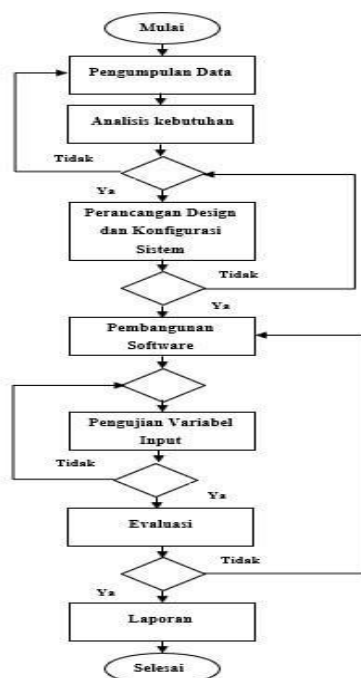 Mulai
Pengumpulan Data
Analisis kebutuhan
Tidak
Ya
Perancangan Design
dan Konfigurasi
Sistem
Tidak
Ya
Pembangunan
Software
Pengujian Variabel
Input
Tidak
Ya
Evaluasi
Tidak
Ya
Laporan
Selesai